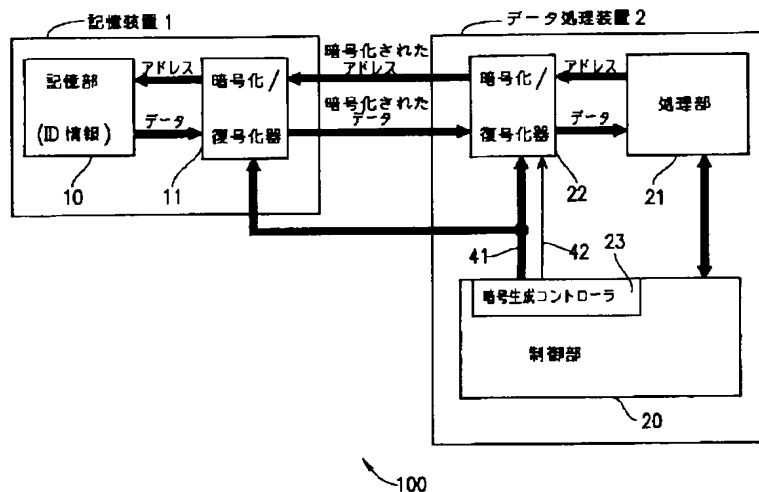 記憶装置1
データ処理装置2
記憶部
(ID 情報)
アドレス
データ
暗号化/
復号化器
暗号化された
アドレス
暗号化された
データ
暗号化/
復号化器
アドレス
データ
処理部
10
11
22
21
41
42
23
暗号生成コントローラ
制御部
20
100